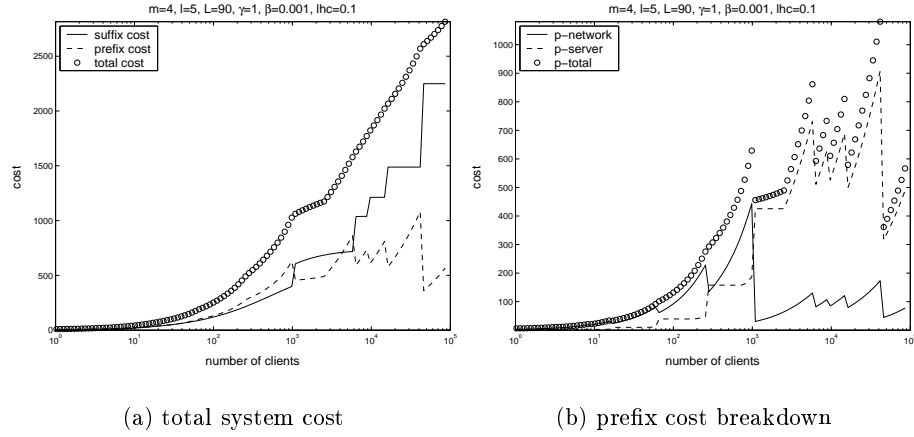 m=4, l=5, L=90, γ=1, β=0.001, lhc=0.1
suffix cost
prefix cost
total cost
2500
2000
1500
1000
500
0
cost
10^0
10^1
10^2
10^3
10^4
10^5
number of clients
(a) total system cost
m=4, l=5, L=90, γ=1, β=0.001, lhc=0.1
p-network
p-server
p-total
1000
900
800
700
600
500
400
300
200
100
cost
10^0
10^1
10^2
10^3
10^4
10^5
number of clients
(b) prefix cost breakdown